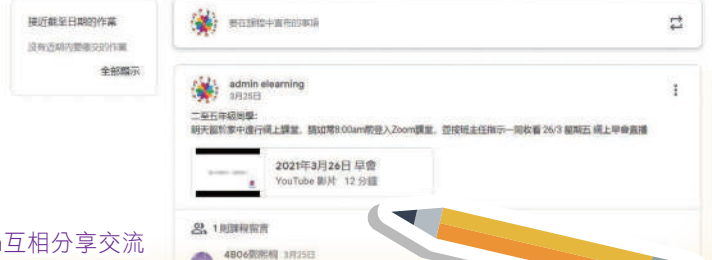 接近截至日期的作業
沒有近期內要繳交的作業
全部顯示
要在課程中宣布的事項
admin elearning
3月25日
二至五年級同學:
明天留於家中進行網上課堂，請如常8:00am前登入Zoom課堂，並按班主任指示一同收看 26/3 星期五 網上早會直播
2021年3月26日 早會
YouTube 影片 12 分鐘
1 則課程留言
互相分享交流
4B06 3月25日